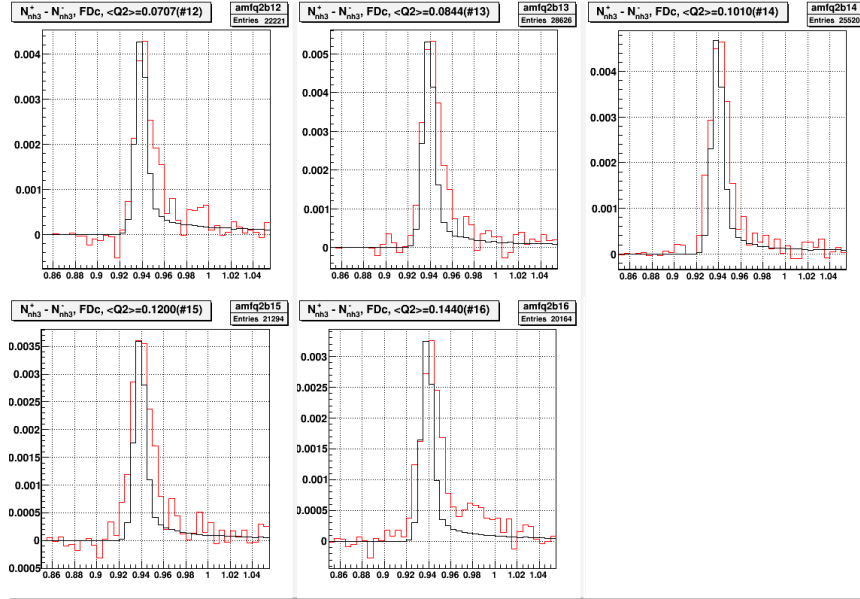 N+nh3 - N-nh3, FDc, <Q2>=0.0707(#12)
amfq2b12
Entries 22221
0.004
0.003
0.002
0.001
0
0.86 0.88 0.9 0.92 0.94 0.96 0.98 1 1.02 1.04
N+nh3 - N-nh3, FDc, <Q2>=0.0844(#13)
amfq2b13
Entries 28626
0.005
0.004
0.003
0.002
0.001
0
0.86 0.88 0.9 0.92 0.94 0.96 0.98 1 1.02 1.04
N+nh3 - N-nh3, FDc, <Q2>=0.1010(#14)
amfq2b14
Entries 25520
0.004
0.003
0.002
0.001
0
0.86 0.88 0.90 0.92 0.94 0.96 0.98 1 1.02 1.04
N+nh3 - N-nh3, FDc, <Q2>=0.1200(#15)
amfq2b15
Entries 21294
0.0035
0.003
0.0025
0.002
0.0015
0.001
0.0005
0
0.0005
0.86 0.88 0.9 0.92 0.94 0.96 0.98 1 1.02 1.04
N+nh3 - N-nh3, FDc, <Q2>=0.1440(#16)
amfq2b16
Entries 20164
0.003
0.0025
0.002
0.0015
0.001
0.0005
0
0.86 0.88 0.9 0.92 0.94 0.96 0.98 1 1.02 1.04